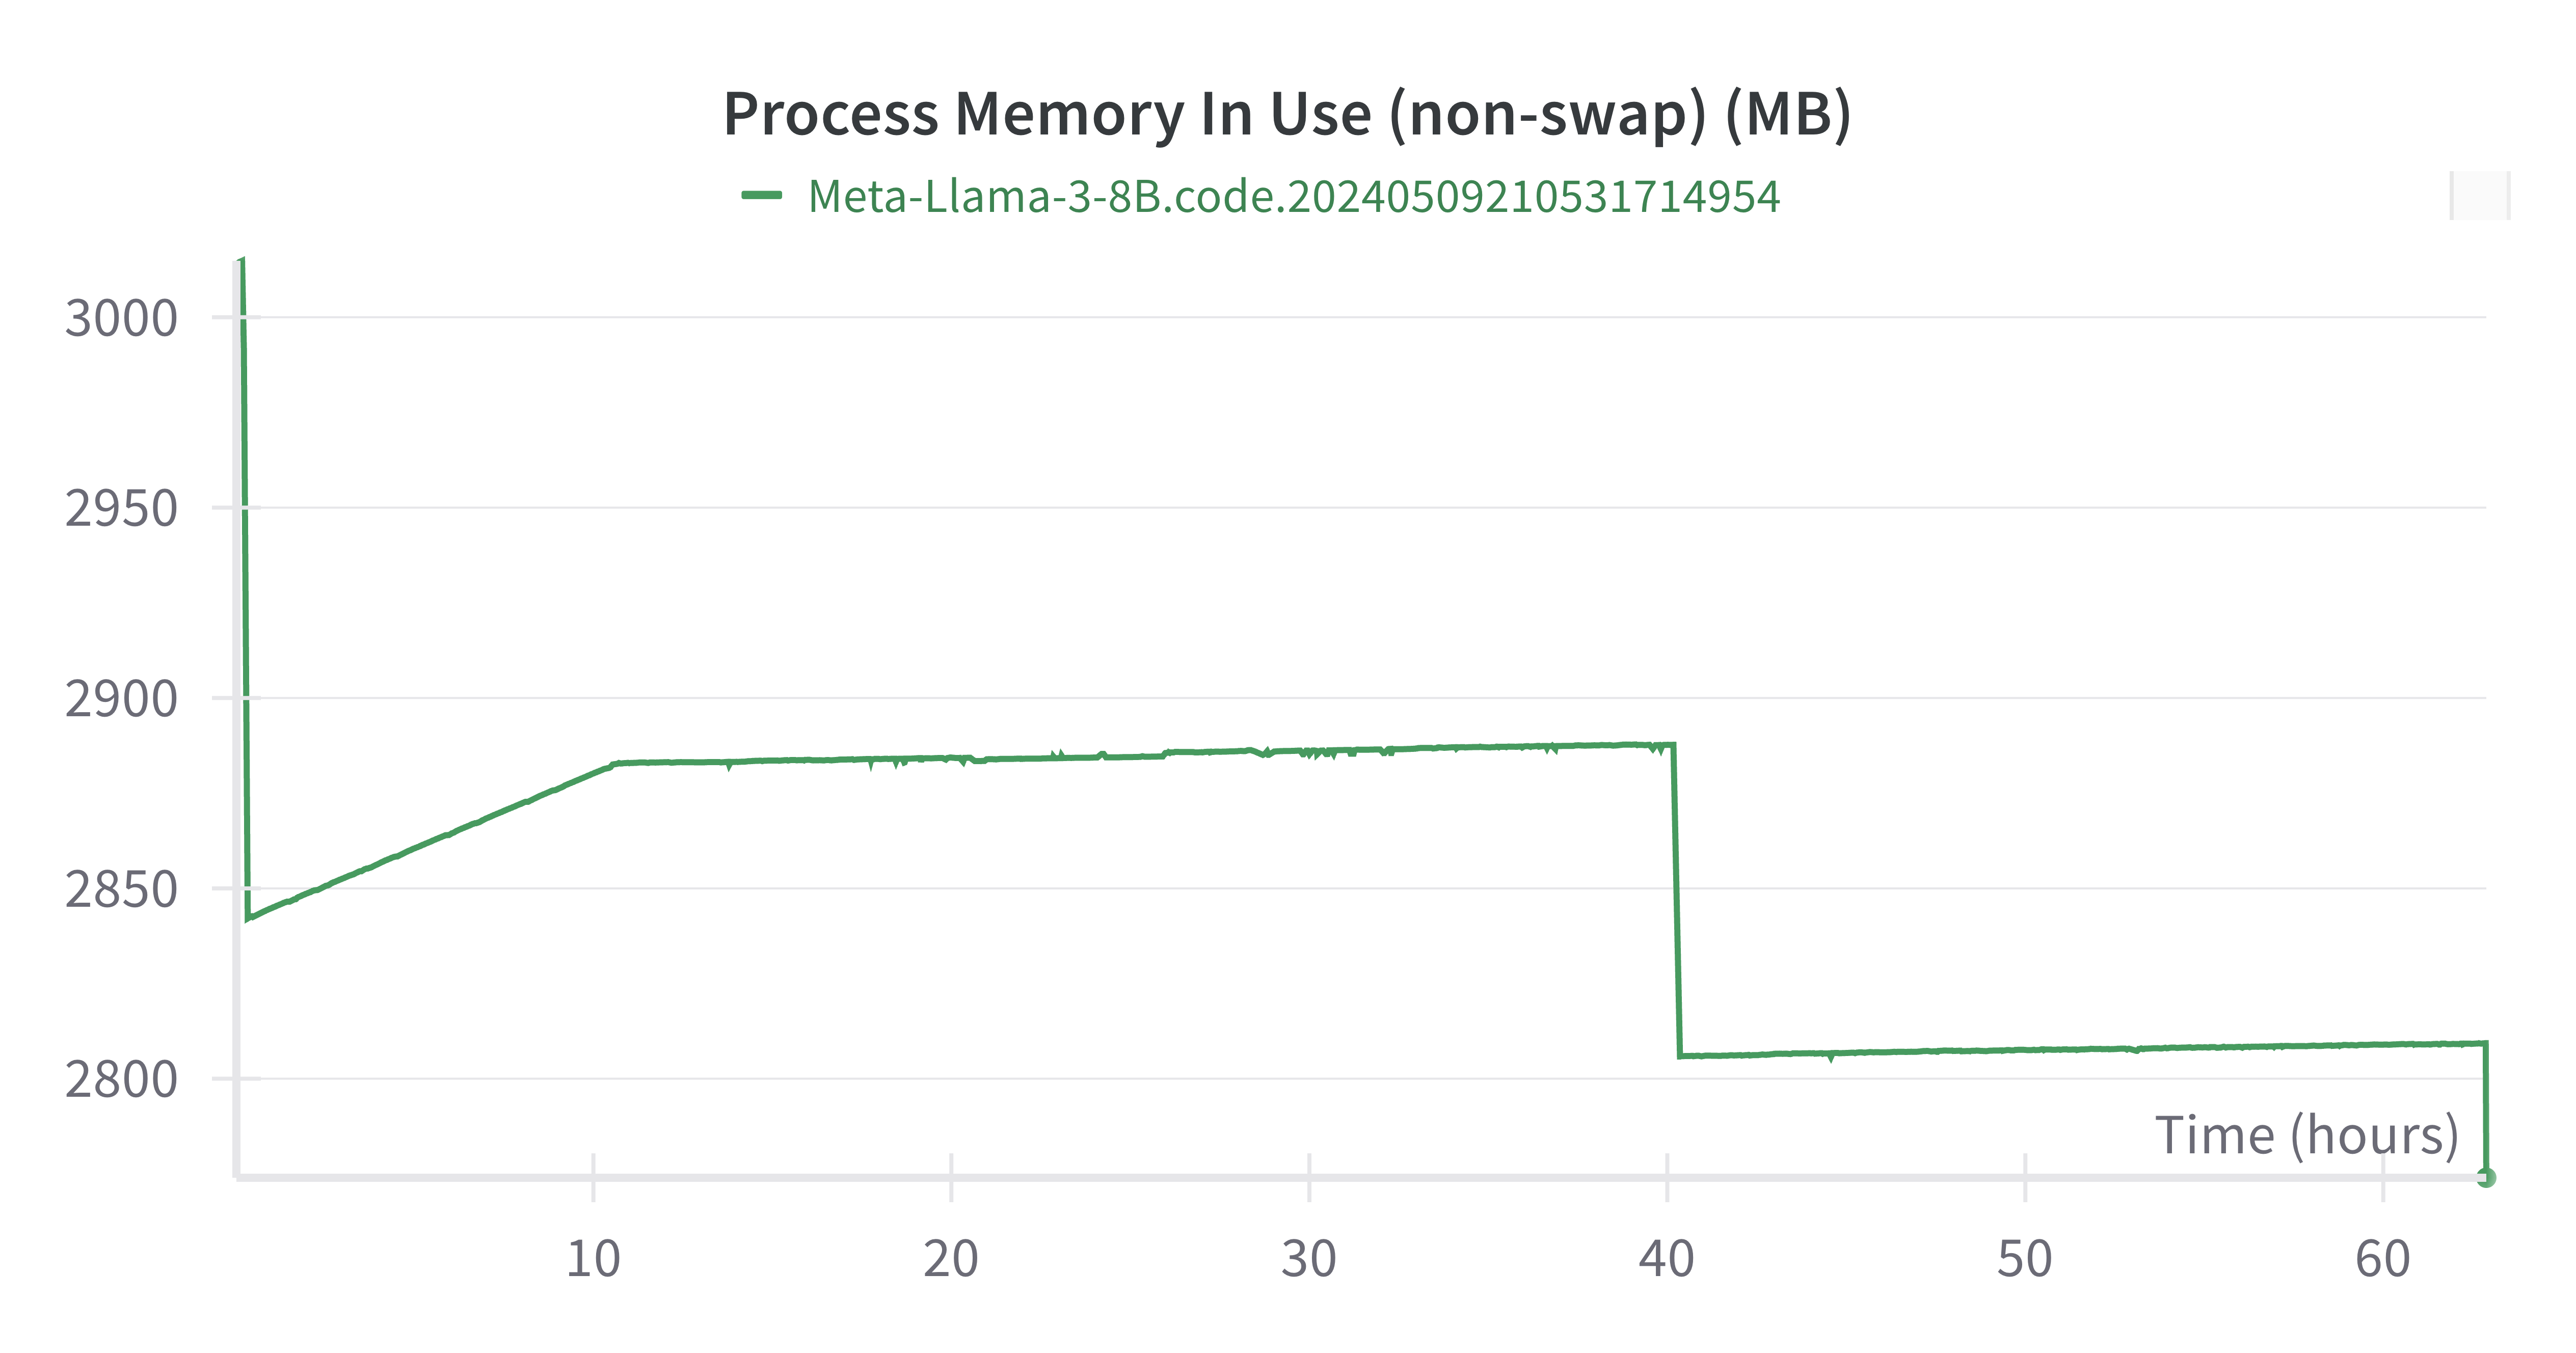 Process Memory In Use (non-swap) (MB)
Meta-Llama-3-8B.code.20240509210531714954
3000
2950
2900
2850
2800
Time (hours)
10 20 30 40 50 60